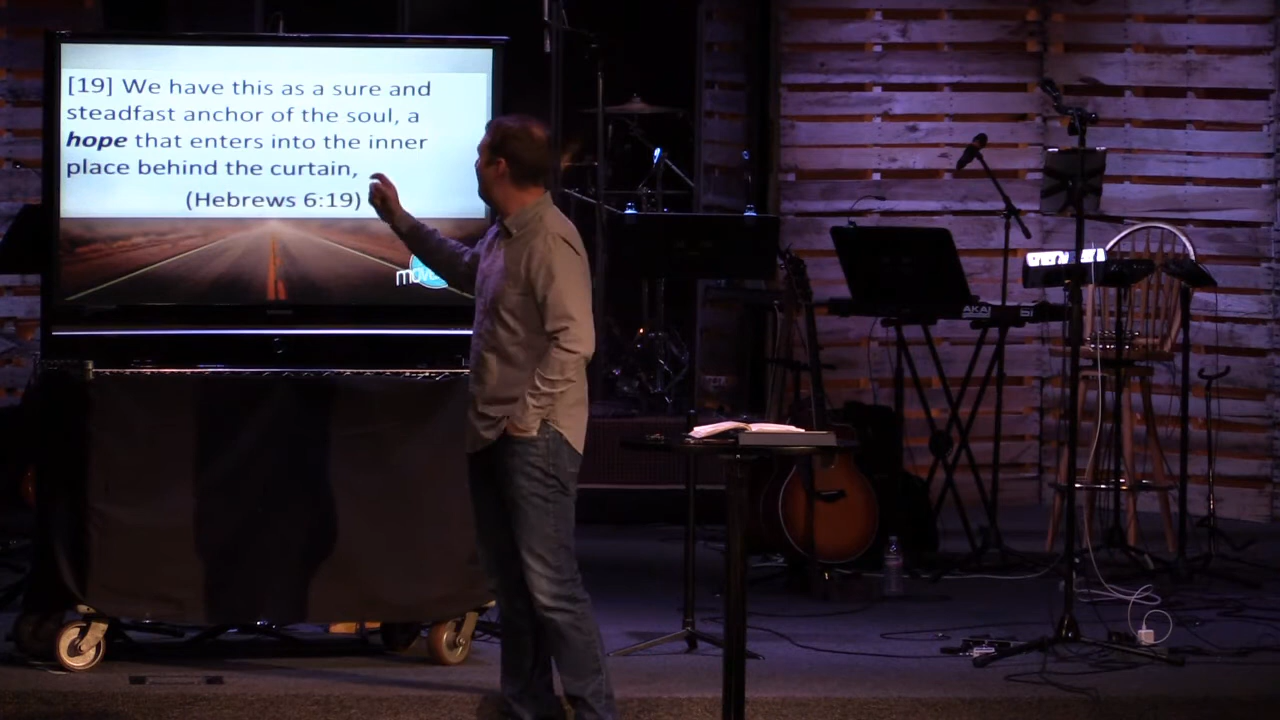 [19] We have this as a sure and
steadfast anchor of the soul, a
hope that enters into the inner
place behind the curtain,
(Hebrews 6:19)
AKAI